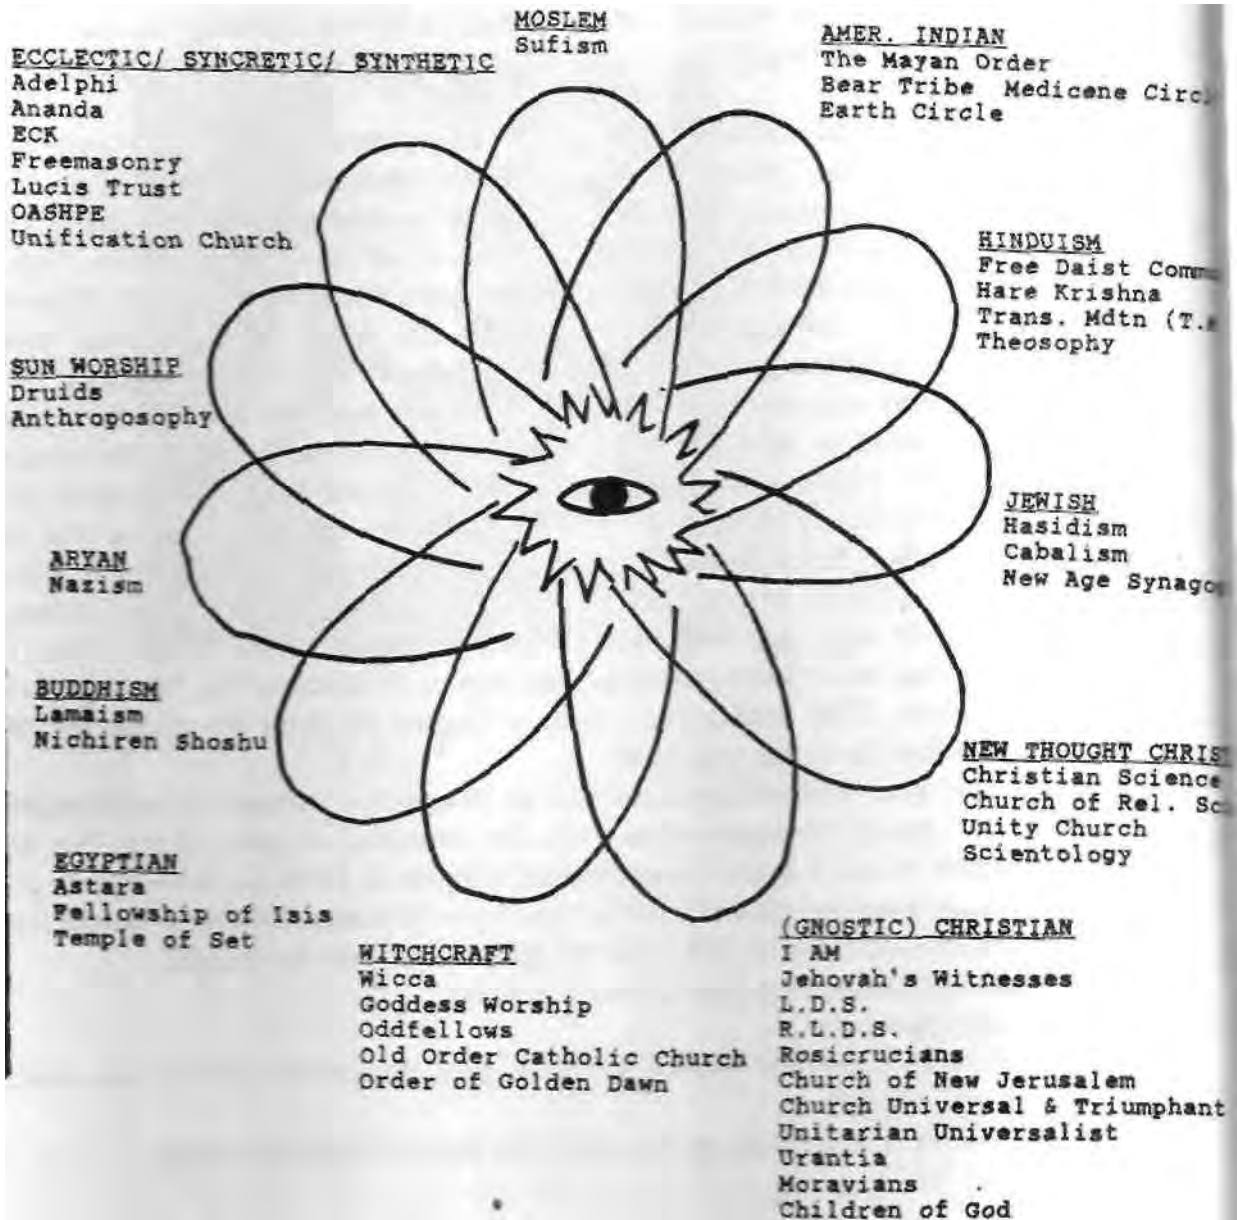 MOSLEM
Sufism
ECCLECTIC/ SYNCRETIC/ SYNTHETIC
Adelphi
Ananda
ECK
Freemasonry
Lucis Trust
OASHPE
Unification Church
AMER. INDIAN
The Mayan Order
Bear Tribe Medicene
Earth Circle
HINDUISM
Free Daist
Hare Krishna
Trans. Mdtn
Theosophy
SUN WORSHIP
Druids
Anthroposophy
JEWISH
Hasidism
Cabalism
New Age
ARYAN
Nazism
BUDDHISM
Lamaism
Nichiren Shoshu
NEW THOUGHT
Christian Science
Church of Rel.
Unity Church
Scientology
EGYPTIAN
Astara
Fellowship of Isis
Temple of Set
WITCHCRAFT
Wicca
Goddess Worship
Oddfellows
Old Order Catholic Church
Order of Golden Dawn
(GNOSTIC) CHRISTIAN
I AM
Jehovah's Witnesses
L.D.S.
R.L.D.S.
Rosicrucians
Church of New Jerusalem
Church Universal & Triumphant
Unitarian Universalist
Urantia
Moravians
Children of God